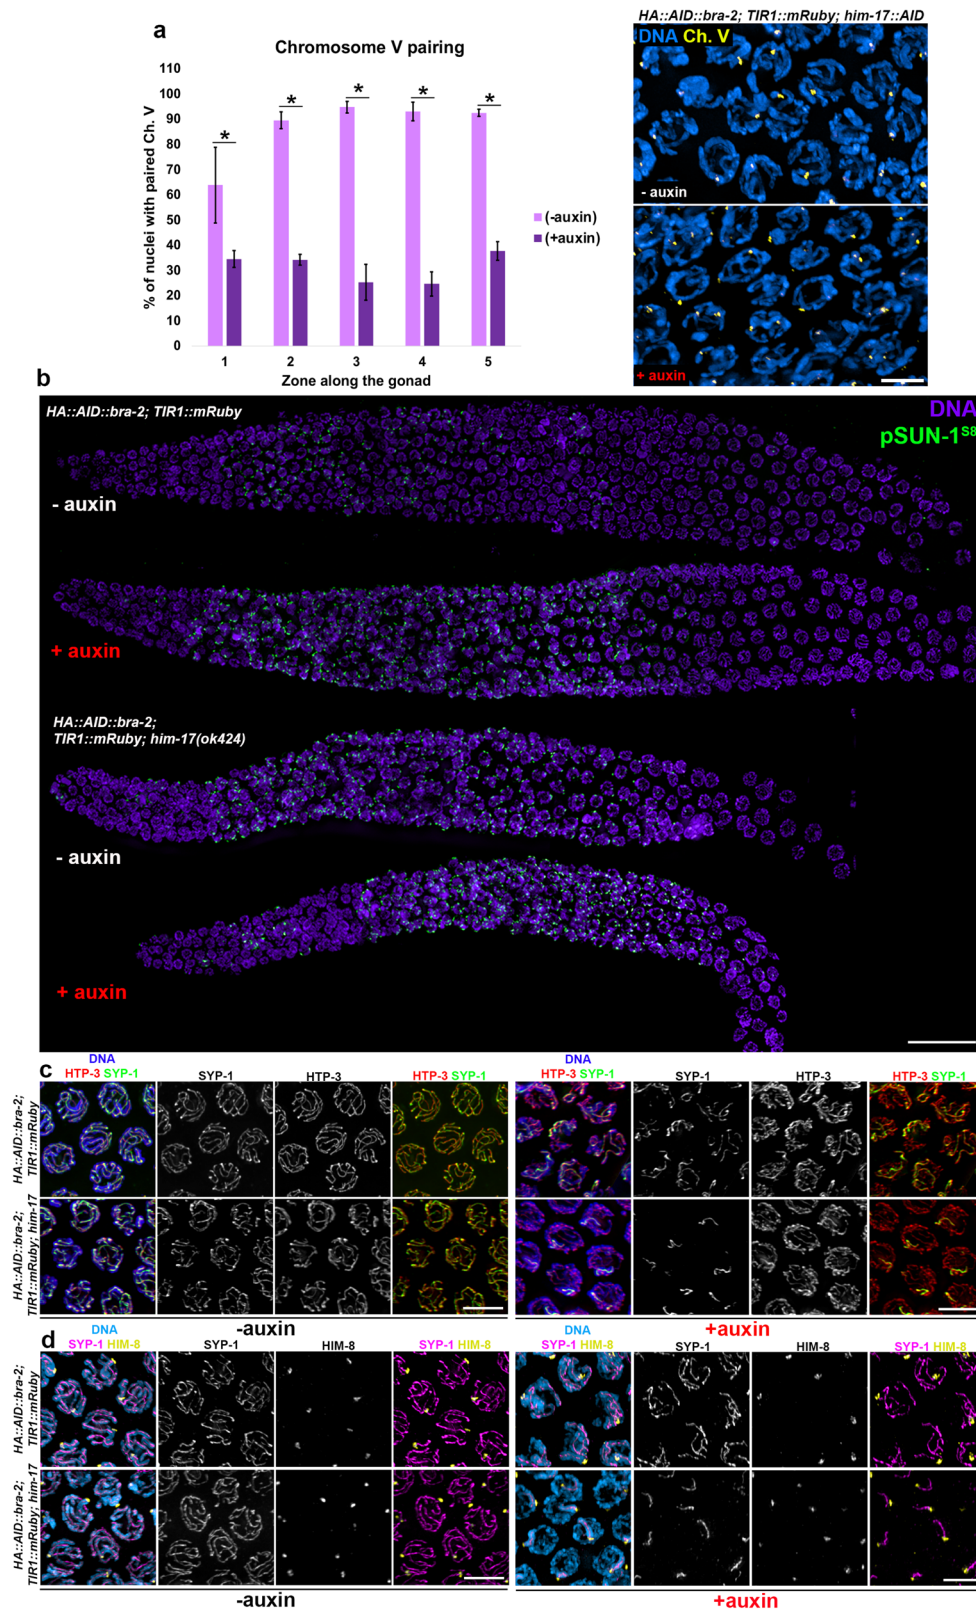 a
Chromosome V pairing
% of nuclei with paired Ch. V
110
100
90
80
70
60
50
40
30
20
10
0
*
*
*
*
*
1 2 3 4 5
Zone along the gonad
(-auxin)
(+auxin)
HA::AID::bra-2; TIR1::mRuby; him-17::AID
DNA Ch. V
- auxin
+ auxin
b
HA::AID::bra-2; TIR1::mRuby
DNA
pSUN-1S8
- auxin
+ auxin
HA::AID::bra-2;
TIR1::mRuby; him-17(ok424)
- auxin
+ auxin
c
DNA
HTP-3 SYP-1
SYP-1
HTP-3
HTP-3 SYP-1
DNA
HTP-3 SYP-1
SYP-1
HTP-3
HTP-3 SYP-1
HA::AID::bra-2;
TIR1::mRuby
HA::AID::bra-2;
TIR1::mRuby; him-17
-auxin
+auxin
d
DNA
SYP-1 HIM-8
SYP-1
HIM-8
SYP-1 HIM-8
DNA
SYP-1 HIM-8
SYP-1
HIM-8
SYP-1 HIM-8
HA::AID::bra-2;
TIR1::mRuby
HA::AID::bra-2;
TIR1::mRuby; him-17
-auxin
+auxin